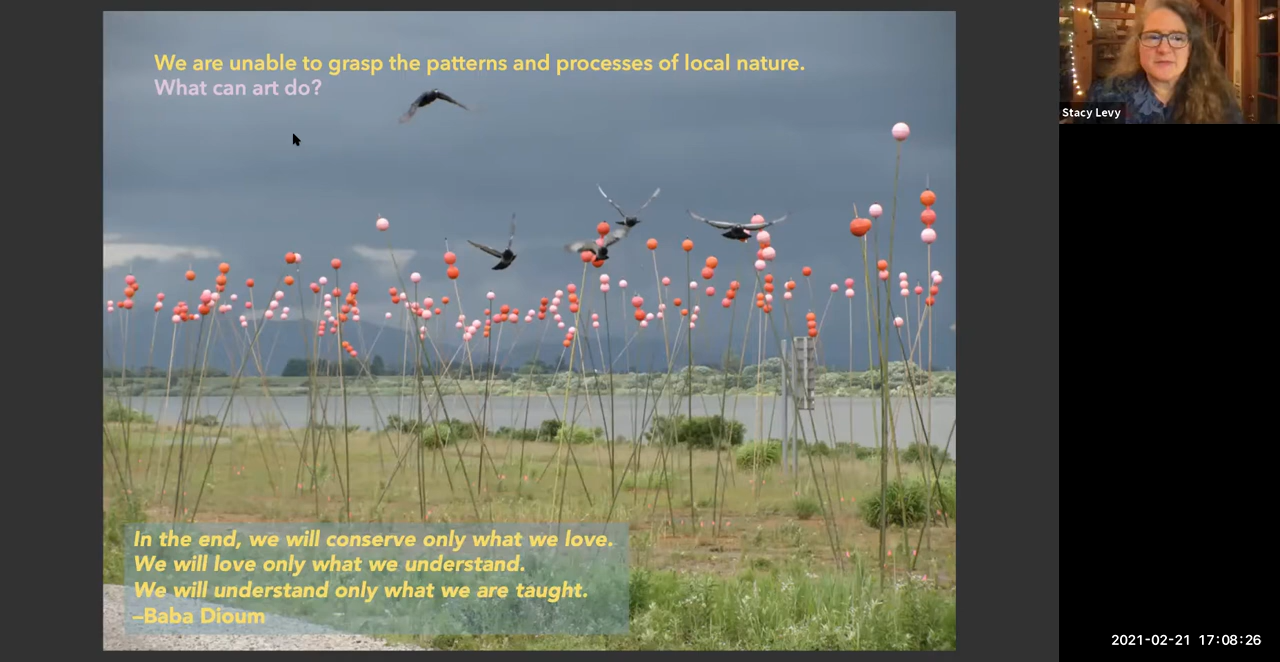 We are unable to grasp the patterns and processes of local nature.
What can art do?
In the end, we will conserve only what we love.
We will love only what we understand.
We will understand only what we are taught.
–Baba Dioum
Stacy Levy
2021-02-21 17:08:26